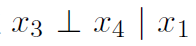 x₃ ⊥ x₄ | x₁